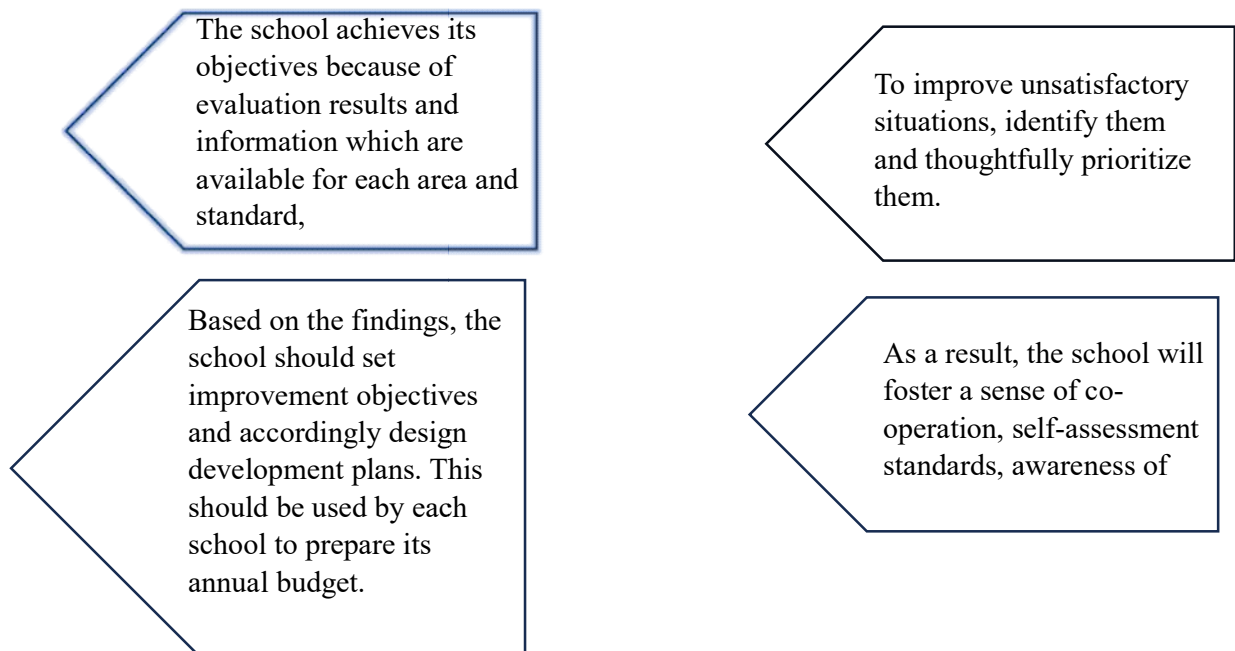 The school achieves its
objectives because of
evaluation results and
information which are
available for each area and
standard,
To improve unsatisfactory
situations, identify them
and thoughtfully prioritize
them.
Based on the findings, the
school should set
improvement objectives
and accordingly design
development plans. This
should be used by each
school to prepare its
annual budget.
As a result, the school will
foster a sense of co-
operation, self-assessment
standards, awareness of